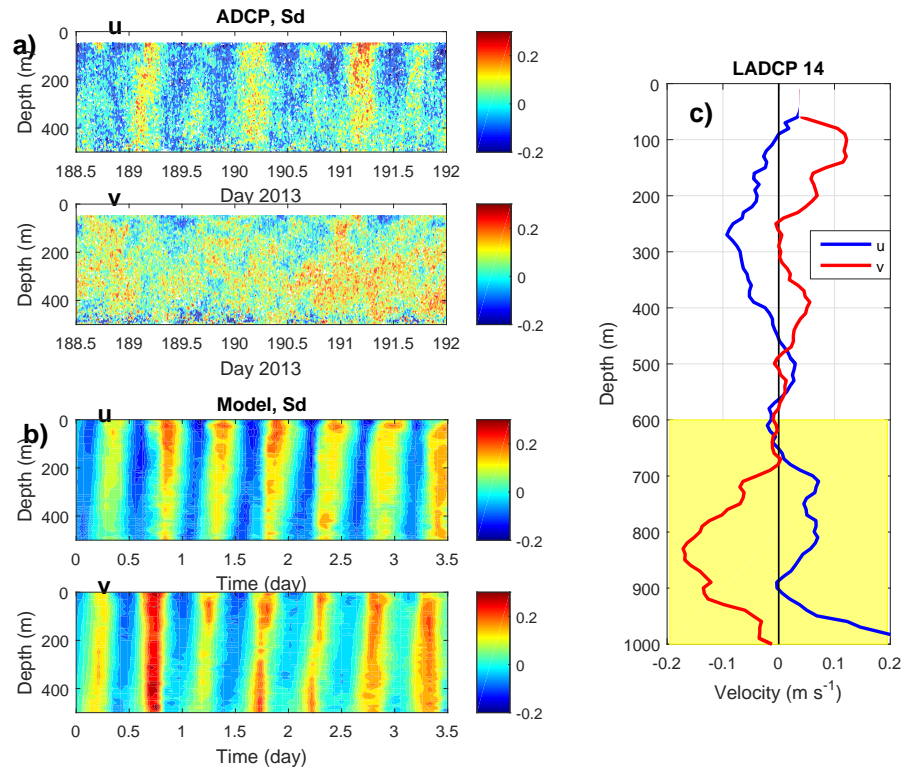 ADCP, Sd
a)
u
0
200
400
Depth (m)
188.5 189 189.5 190 190.5 191 191.5 192
Day 2013
0.2
0
-0.2
v
0
200
400
Depth (m)
188.5 189 189.5 190 190.5 191 191.5 192
Day 2013
0.2
0
-0.2
Model, Sd
b)
u
0
200
400
Depth (m)
0 0.5 1 1.5 2 2.5 3 3.5
Time (day)
0.2
0
-0.2
v
0
200
400
Depth (m)
0 0.5 1 1.5 2 2.5 3 3.5
Time (day)
0.2
0
-0.2
LADCP 14
c)
0
100
200
300
400
500
600
700
800
900
1000
Depth (m)
u
v
-0.2 -0.1 0 0.1 0.2
Velocity (m s⁻¹)